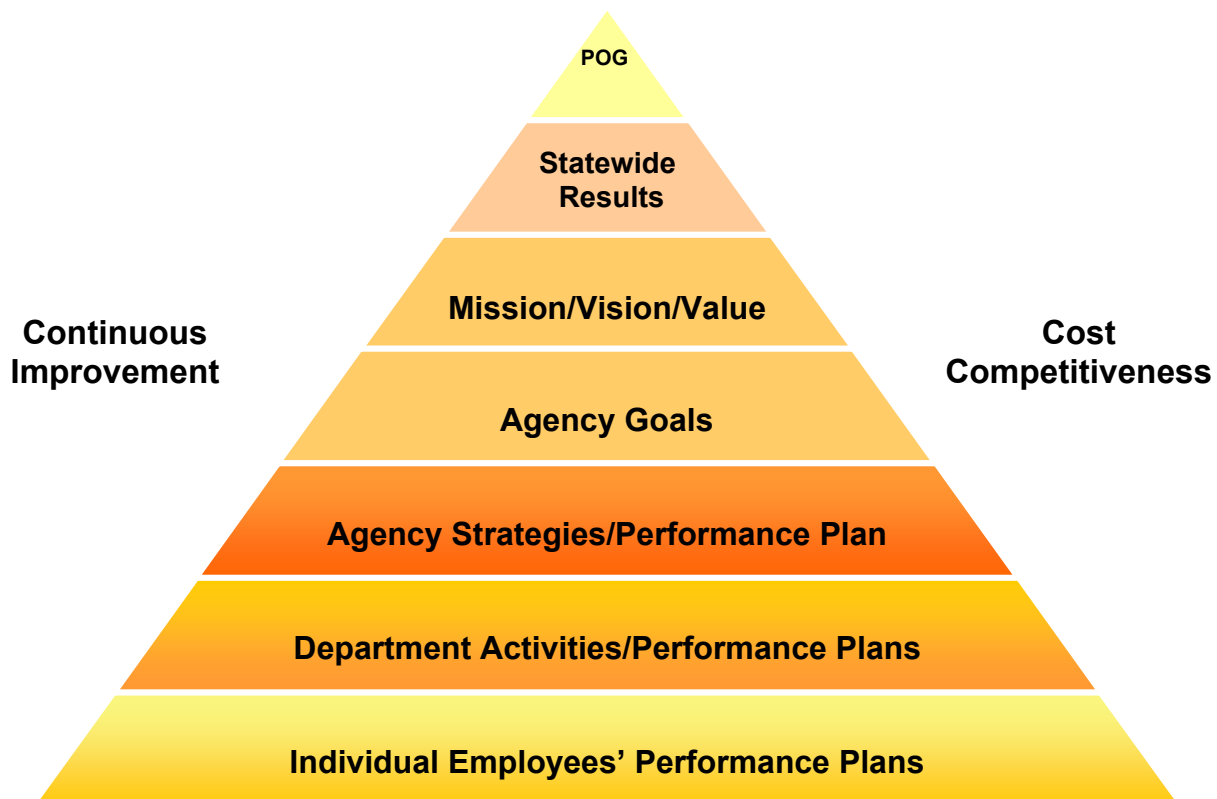 POG
Statewide
Results
Mission/Vision/Value
Continuous
Improvement
Cost
Competitiveness
Agency Goals
Agency Strategies/Performance Plan
Department Activities/Performance Plans
Individual Employees’ Performance Plans